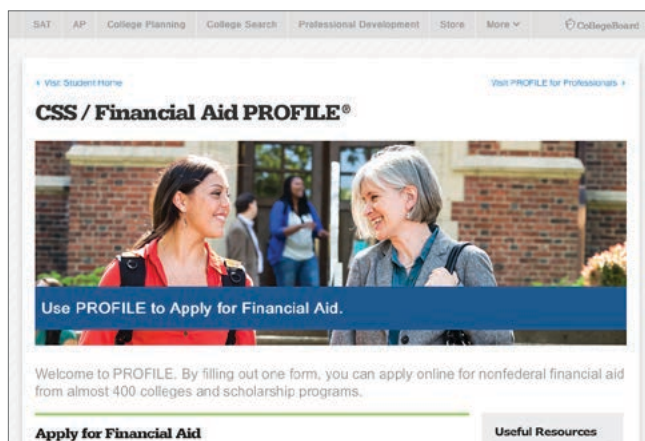 SAT AP College Planning College Search Professional Development Store More CollegeBoard
Visit Student Home Visit PROFILE for Professionals
CSS / Financial Aid PROFILE®
Use PROFILE to Apply for Financial Aid.
Welcome to PROFILE. By filling out one form, you can apply online for nonfederal financial aid
from almost 400 colleges and scholarship programs.
Apply for Financial Aid Useful Resources